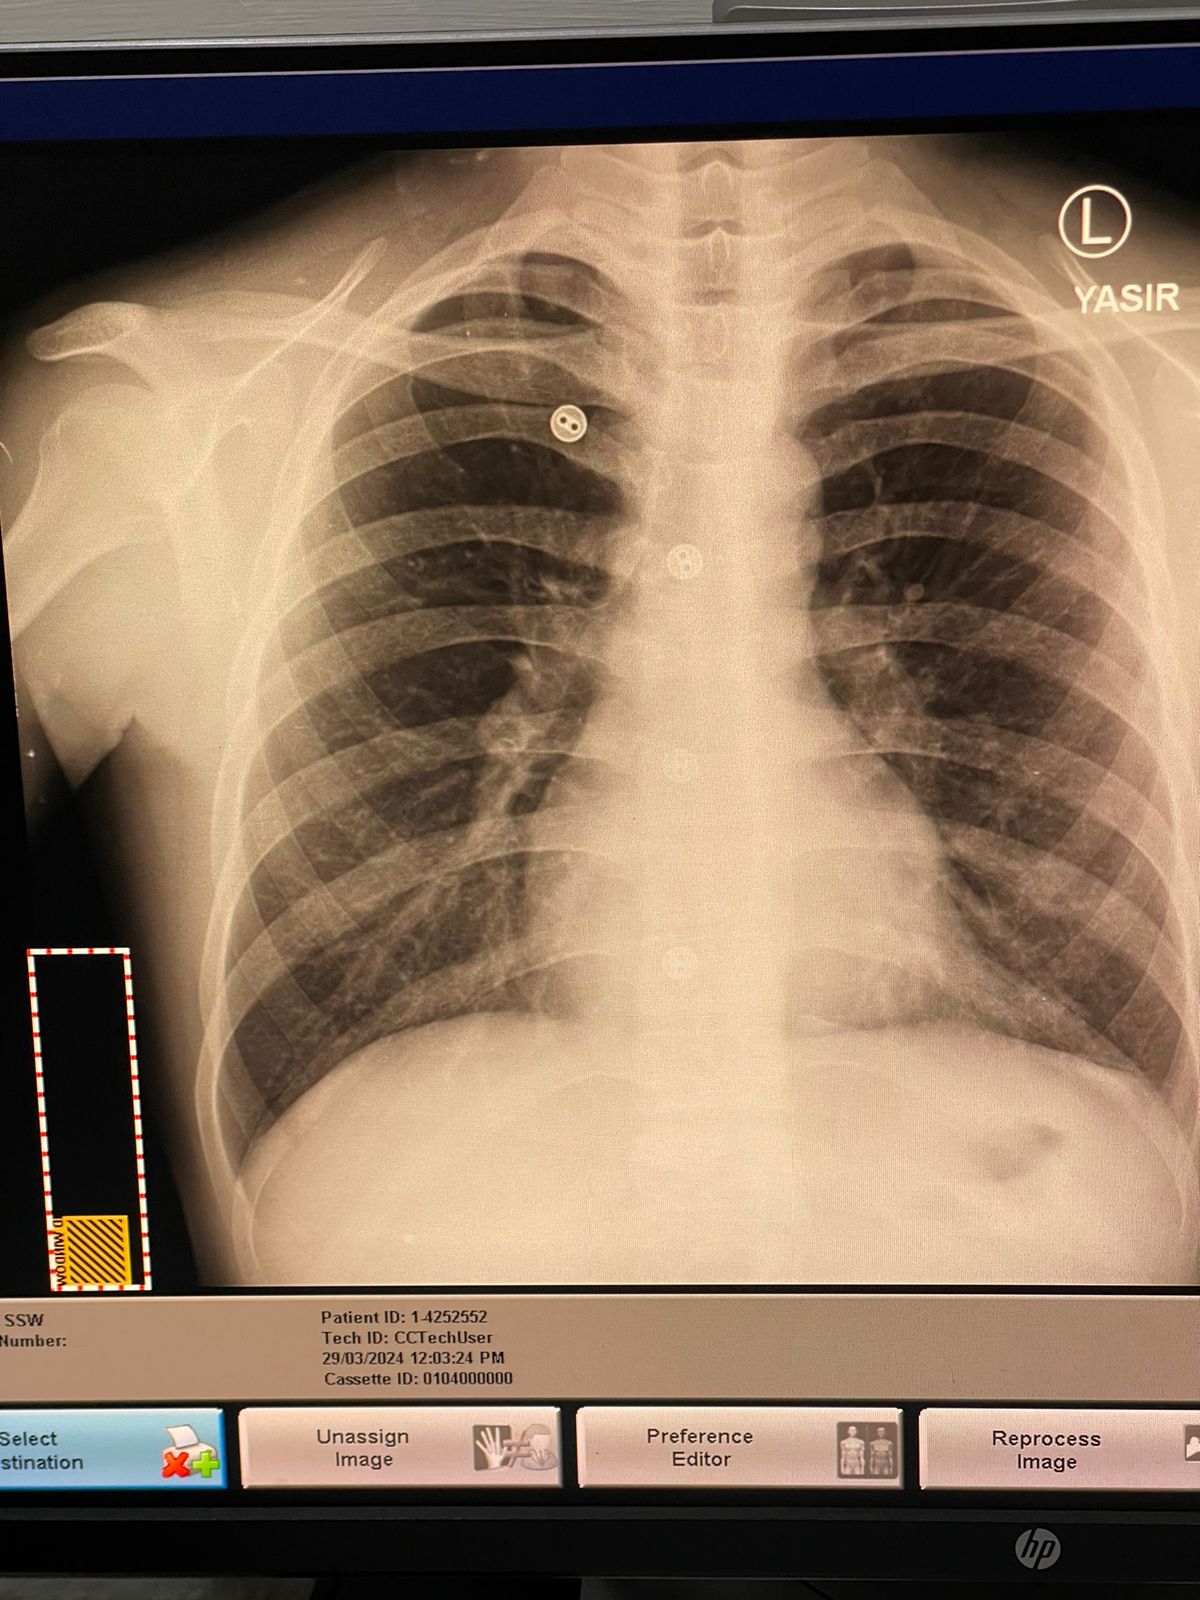 L
YASIR
D WINDOW
SSW
Number:
Patient ID: 1-4252552
Tech ID: CCTechUser
29/03/2024 12:03:24 PM
Cassette ID: 0104000000
Select
stination
Unassign
Image
Preference
Editor
Reprocess
Image
hp